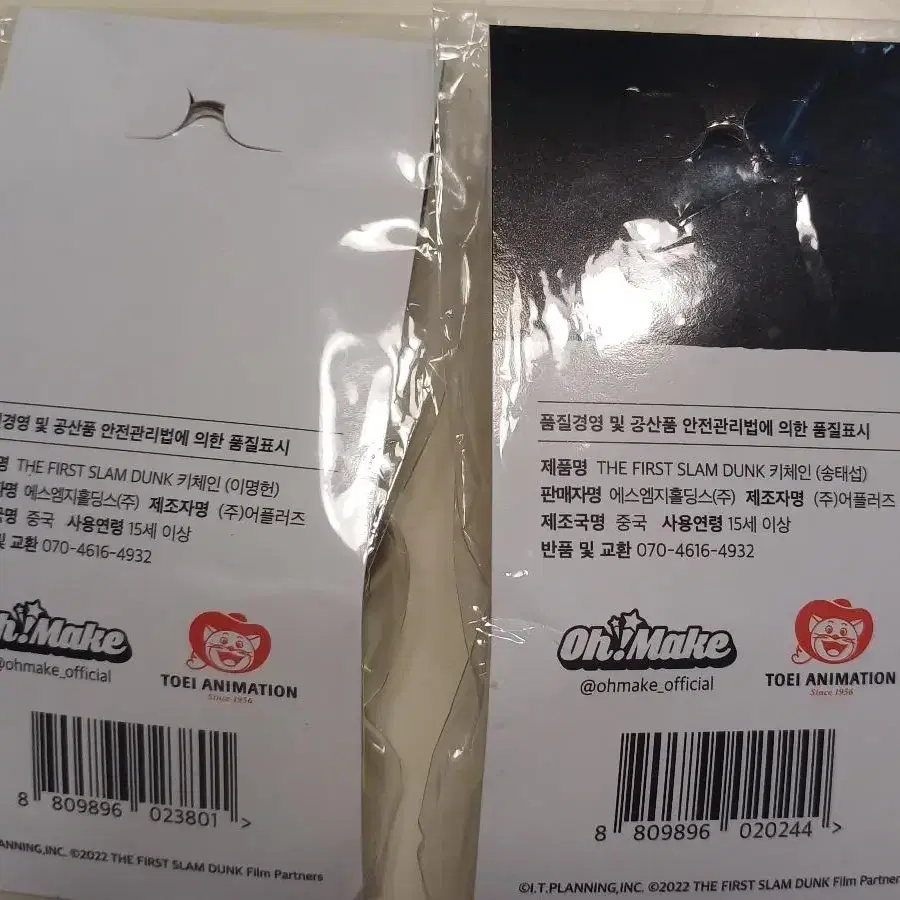 경영 및 공산품 안전관리법에 의한 품질표시
명 THE FIRST SLAM DUNK 키체인 (이명헌)
자명 에스엠지홀딩스(주) 제조자명 (주)어플러즈
국명 중국 사용연령 15세 이상
및 교환 070-4616-4932
Oh!Make
@ohmake_official
TOEI ANIMATION
Since 1956
8 809896 023801 >
ANNING,INC. ©2022 THE FIRST SLAM DUNK Film Partners
품질경영 및 공산품 안전관리법에 의한 품질표시
제품명 THE FIRST SLAM DUNK 키체인 (송태섭)
판매자명 에스엠지홀딩스(주) 제조자명 (주)어플러즈
제조국명 중국 사용연령 15세 이상
반품 및 교환 070-4616-4932
Oh!Make
@ohmake_official
TOEI ANIMATION
Since 1956
8 809896 020244 >
©I.T.PLANNING,INC. ©2022 THE FIRST SLAM DUNK Film Partner